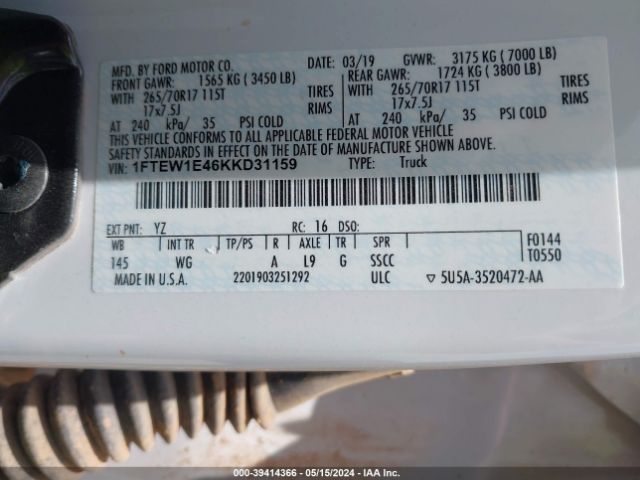 MFD. BY FORD MOTOR CO.
DATE: 03/19 GVWR: 3175 KG ( 7000 LB)
FRONT GAWR: 1565 KG ( 3450 LB)
REAR GAWR: 1724 KG ( 3800 LB)
WITH 265/70R17 115T TIRES
WITH 265/70R17 115T TIRES
17x7.5J RIMS
17x7.5J RIMS
AT 240 kPa/ 35 PSI COLD
AT 240 kPa/ 35 PSI COLD
THIS VEHICLE CONFORMS TO ALL APPLICABLE FEDERAL MOTOR VEHICLE
SAFETY STANDARDS IN EFFECT ON THE DATE OF MANUFACTURE SHOWN ABOVE.
VIN: 1FTEW1E46KKD31159 TYPE: Truck
EXT PNT: YZ RC: 16 DSO:
WB INT TR TP/PS R AXLE TR SPR F0144
145 WG A L9 G SSCC T0550
MADE IN U.S.A. 2201903251292 ULC ▽ 5U5A-3520472-AA
000-39414366 - 05/15/2024 - IAA Inc.